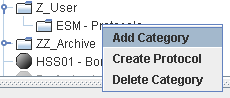 Z_User
ESM - Protocols
ZZ_Archive
HSS01 - Bo
Add Category
Create Protocol
Delete Category